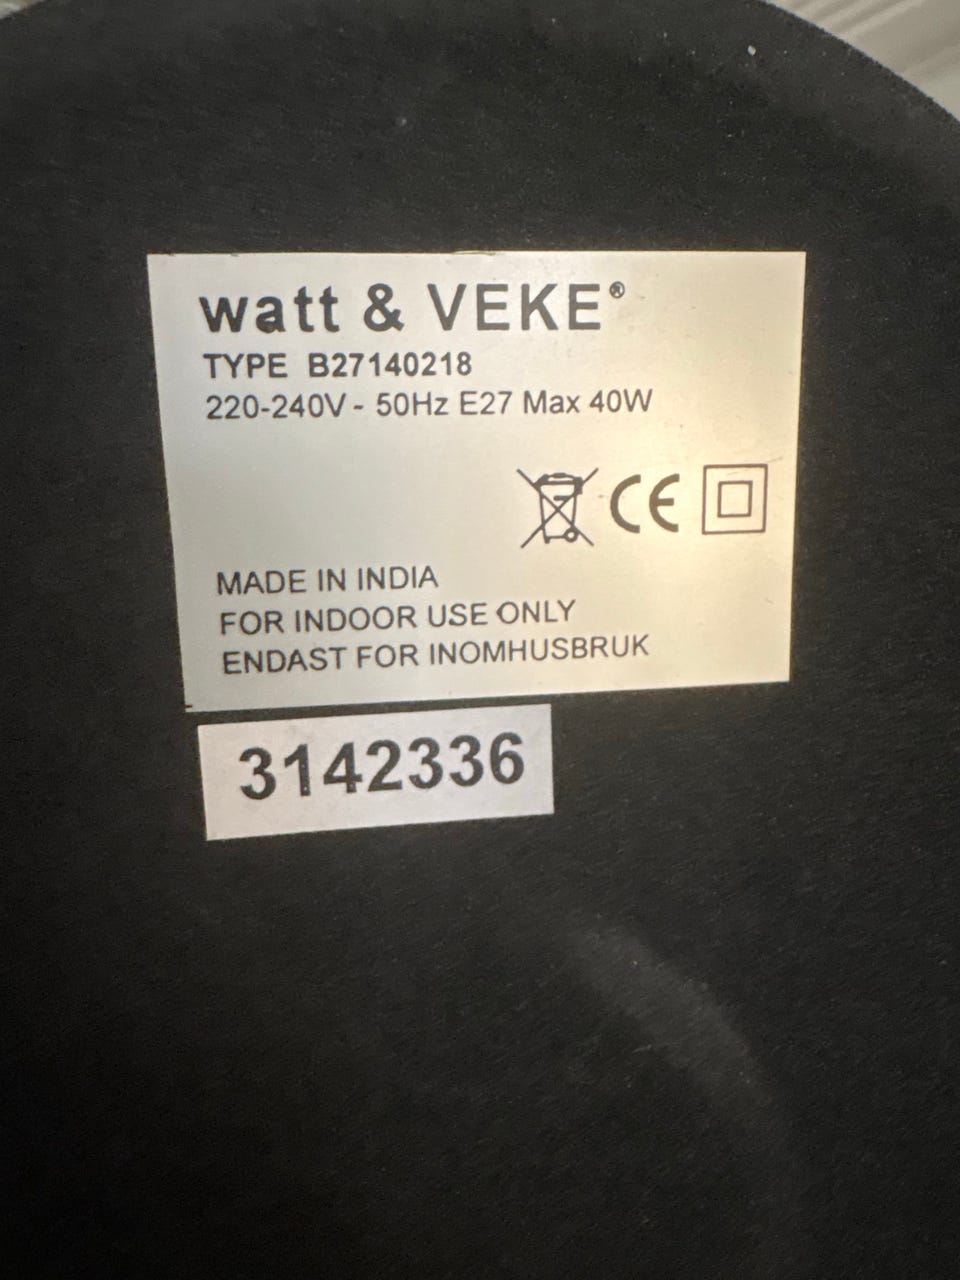 watt & VEKE®
TYPE B27140218
220-240V - 50Hz E27 Max 40W
CE
MADE IN INDIA
FOR INDOOR USE ONLY
ENDAST FOR INOMHUSBRUK
3142336